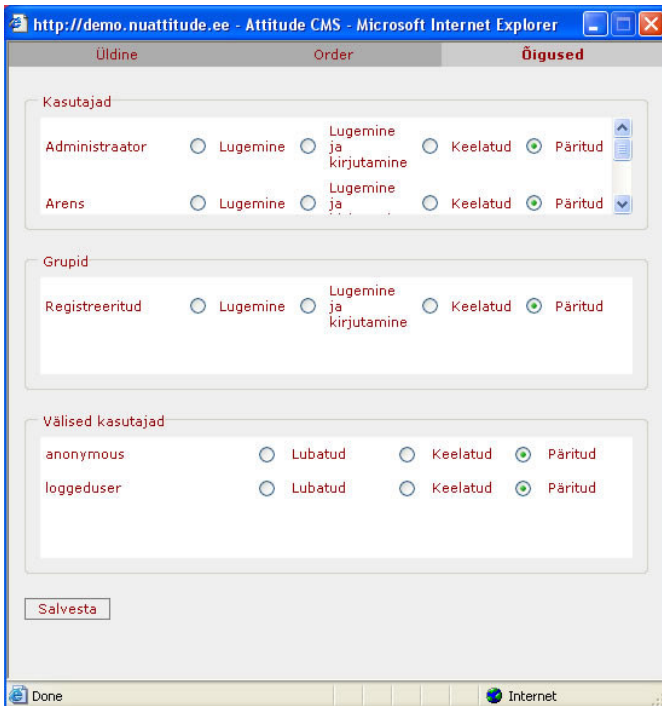 http://demo.nuattitude.ee - Attitude CMS - Microsoft Internet Explorer
Üldine Order Õigused
Kasutajad
Administraator Lugemine Lugemine ja kirjutamine Keelatud Päritud
Arens Lugemine Lugemine ja Keelatud Päritud
Grupid
Registreeritud Lugemine Lugemine ja kirjutamine Keelatud Päritud
Välised kasutajad
anonymous Lubatud Keelatud Päritud
loggeduser Lubatud Keelatud Päritud
Salvesta
Done Internet